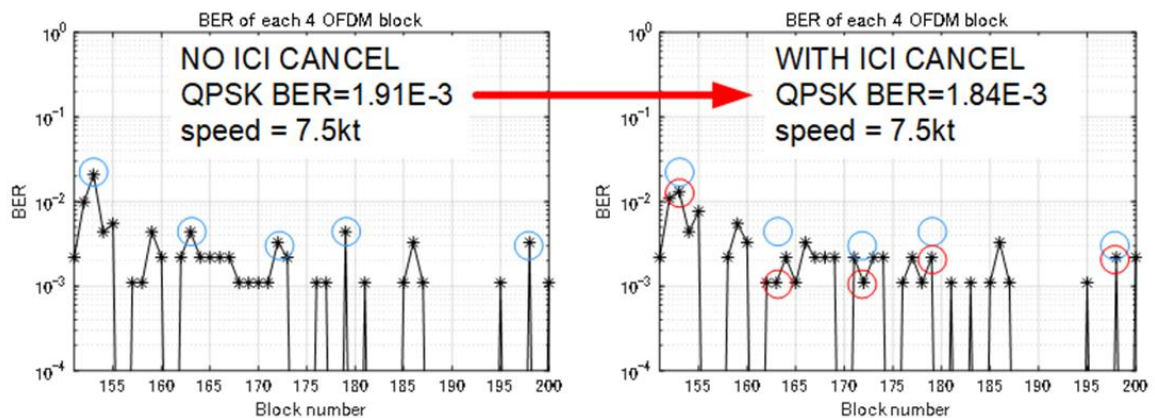 BER of each 4 OFDM block
NO ICI CANCEL
QPSK BER=1.91E-3
speed = 7.5kt
10^0
10^-1
10^-2
10^-3
10^-4
BER
155 160 165 170 175 180 185 190 195 200
Block number
BER of each 4 OFDM block
WITH ICI CANCEL
QPSK BER=1.84E-3
speed = 7.5kt
10^0
10^-1
10^-2
10^-3
10^-4
BER
155 160 165 170 175 180 185 190 195 200
Block number